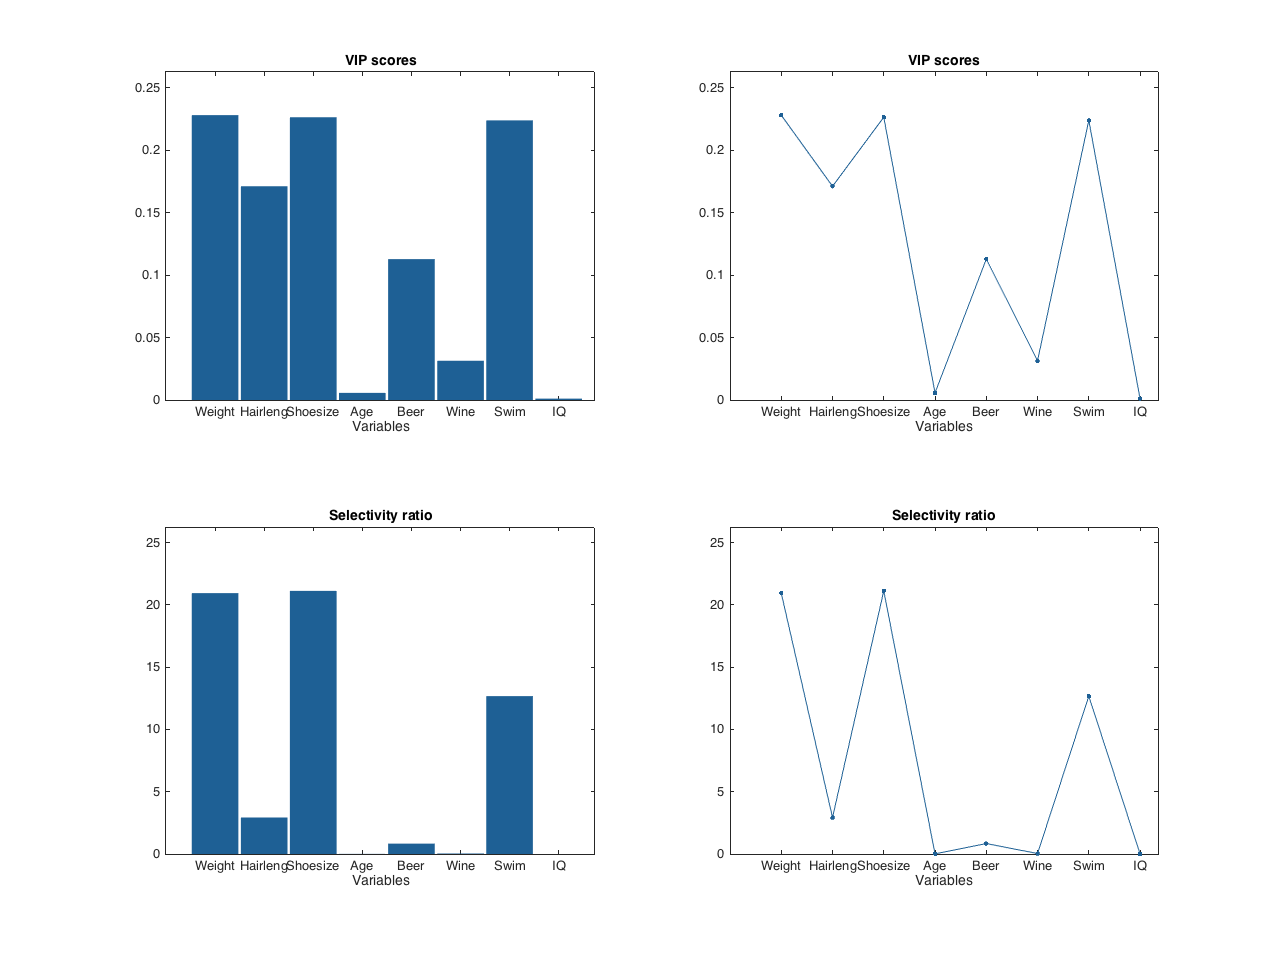 VIP scores
0.25
0.2
0.15
0.1
0.05
0
Weight Hairleng Shoesize Age Beer Wine Swim IQ
Variables
VIP scores
0.25
0.2
0.15
0.1
0.05
0
Weight Hairleng Shoesize Age Beer Wine Swim IQ
Variables
Selectivity ratio
25
20
15
10
5
0
Weight Hairleng Shoesize Age Beer Wine Swim IQ
Variables
Selectivity ratio
25
20
15
10
5
0
Weight Hairleng Shoesize Age Beer Wine Swim IQ
Variables